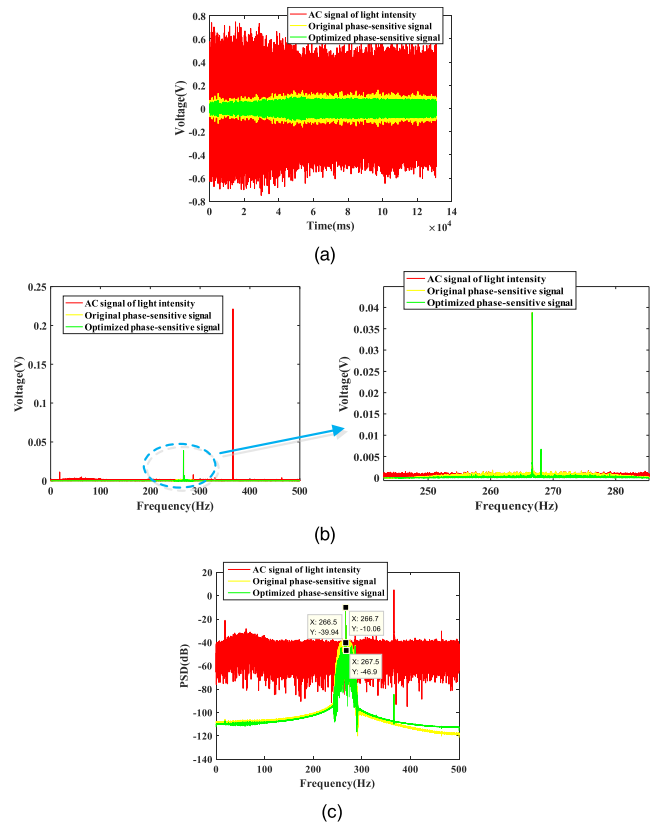 AC signal of light intensity
Original phase-sensitive signal
Optimized phase-sensitive signal
Voltage(V)
0.8
0.6
0.4
0.2
0
-0.2
-0.4
-0.6
-0.8
0 2 4 6 8 10 12 14
Time(ms)
×10⁴
(a)
AC signal of light intensity
Original phase-sensitive signal
Optimized phase-sensitive signal
Voltage(V)
0.25
0.2
0.15
0.1
0.05
0
0 100 200 300 400 500
Frequency(Hz)
AC signal of light intensity
Original phase-sensitive signal
Optimized phase-sensitive signal
Voltage(V)
0.04
0.035
0.03
0.025
0.02
0.015
0.01
0.005
0
250 260 270 280
Frequency(Hz)
(b)
AC signal of light intensity
Original phase-sensitive signal
Optimized phase-sensitive signal
PSD(dB)
20
0
-20
-40
-60
-80
-100
-120
-140
X: 266.5
Y: -39.94
X: 266.7
Y: -10.06
X: 267.5
Y: -46.9
0 100 200 300 400 500
Frequency(Hz)
(c)